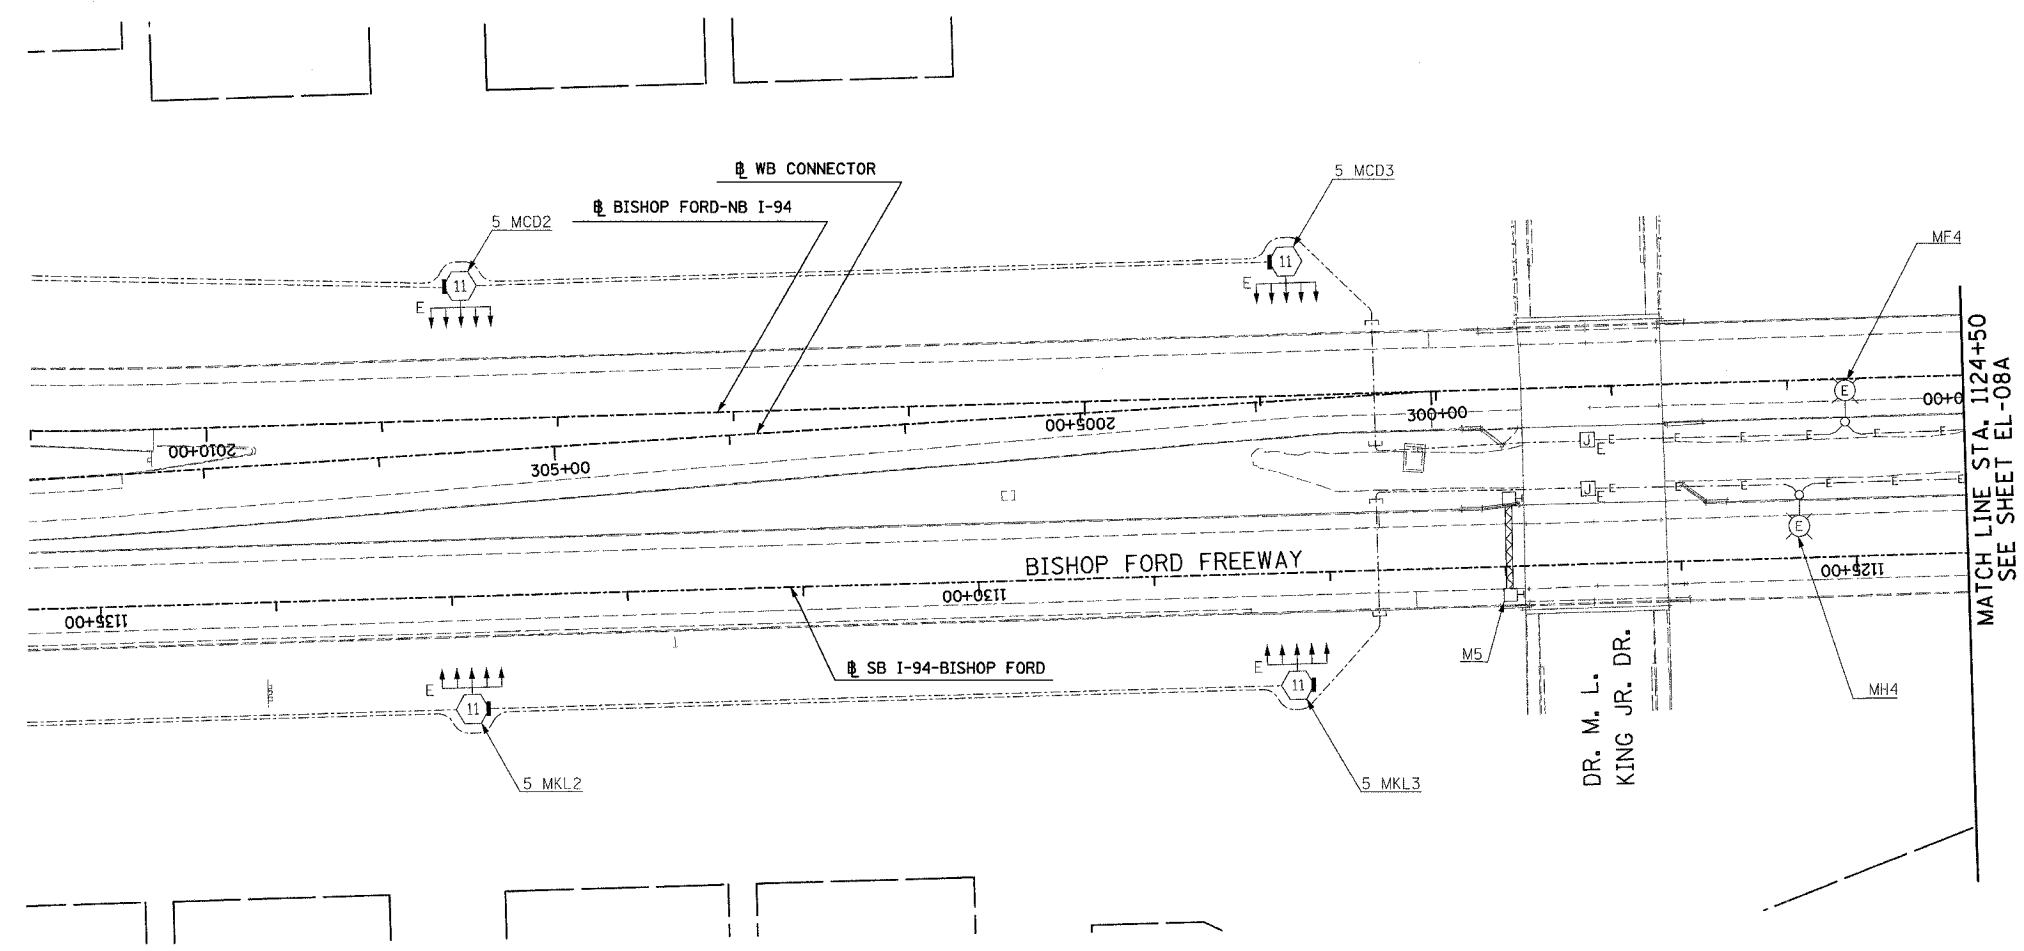 ℄ WB CONNECTOR
℄ BISHOP FORD-NB I-94
5 MCD2
5 MCD3
MF4
11
11
E
E
E
2010+00
305+00
2005+00
300+00
00+0
J
E
E
E
E
E
E
J
E
E
E
E
E
E
E
E
BISHOP FORD FREEWAY
1135+00
1130+00
1125+00
℄ SB I-94-BISHOP FORD
E
E
11
11
M5
MH4
5 MKL2
5 MKL3
DR. M. L.
KING JR. DR.
MATCH LINE STA. 1124+50
SEE SHEET EL-08A